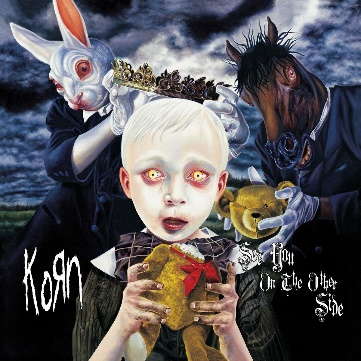 KoЯn
See You
On The Other
Side